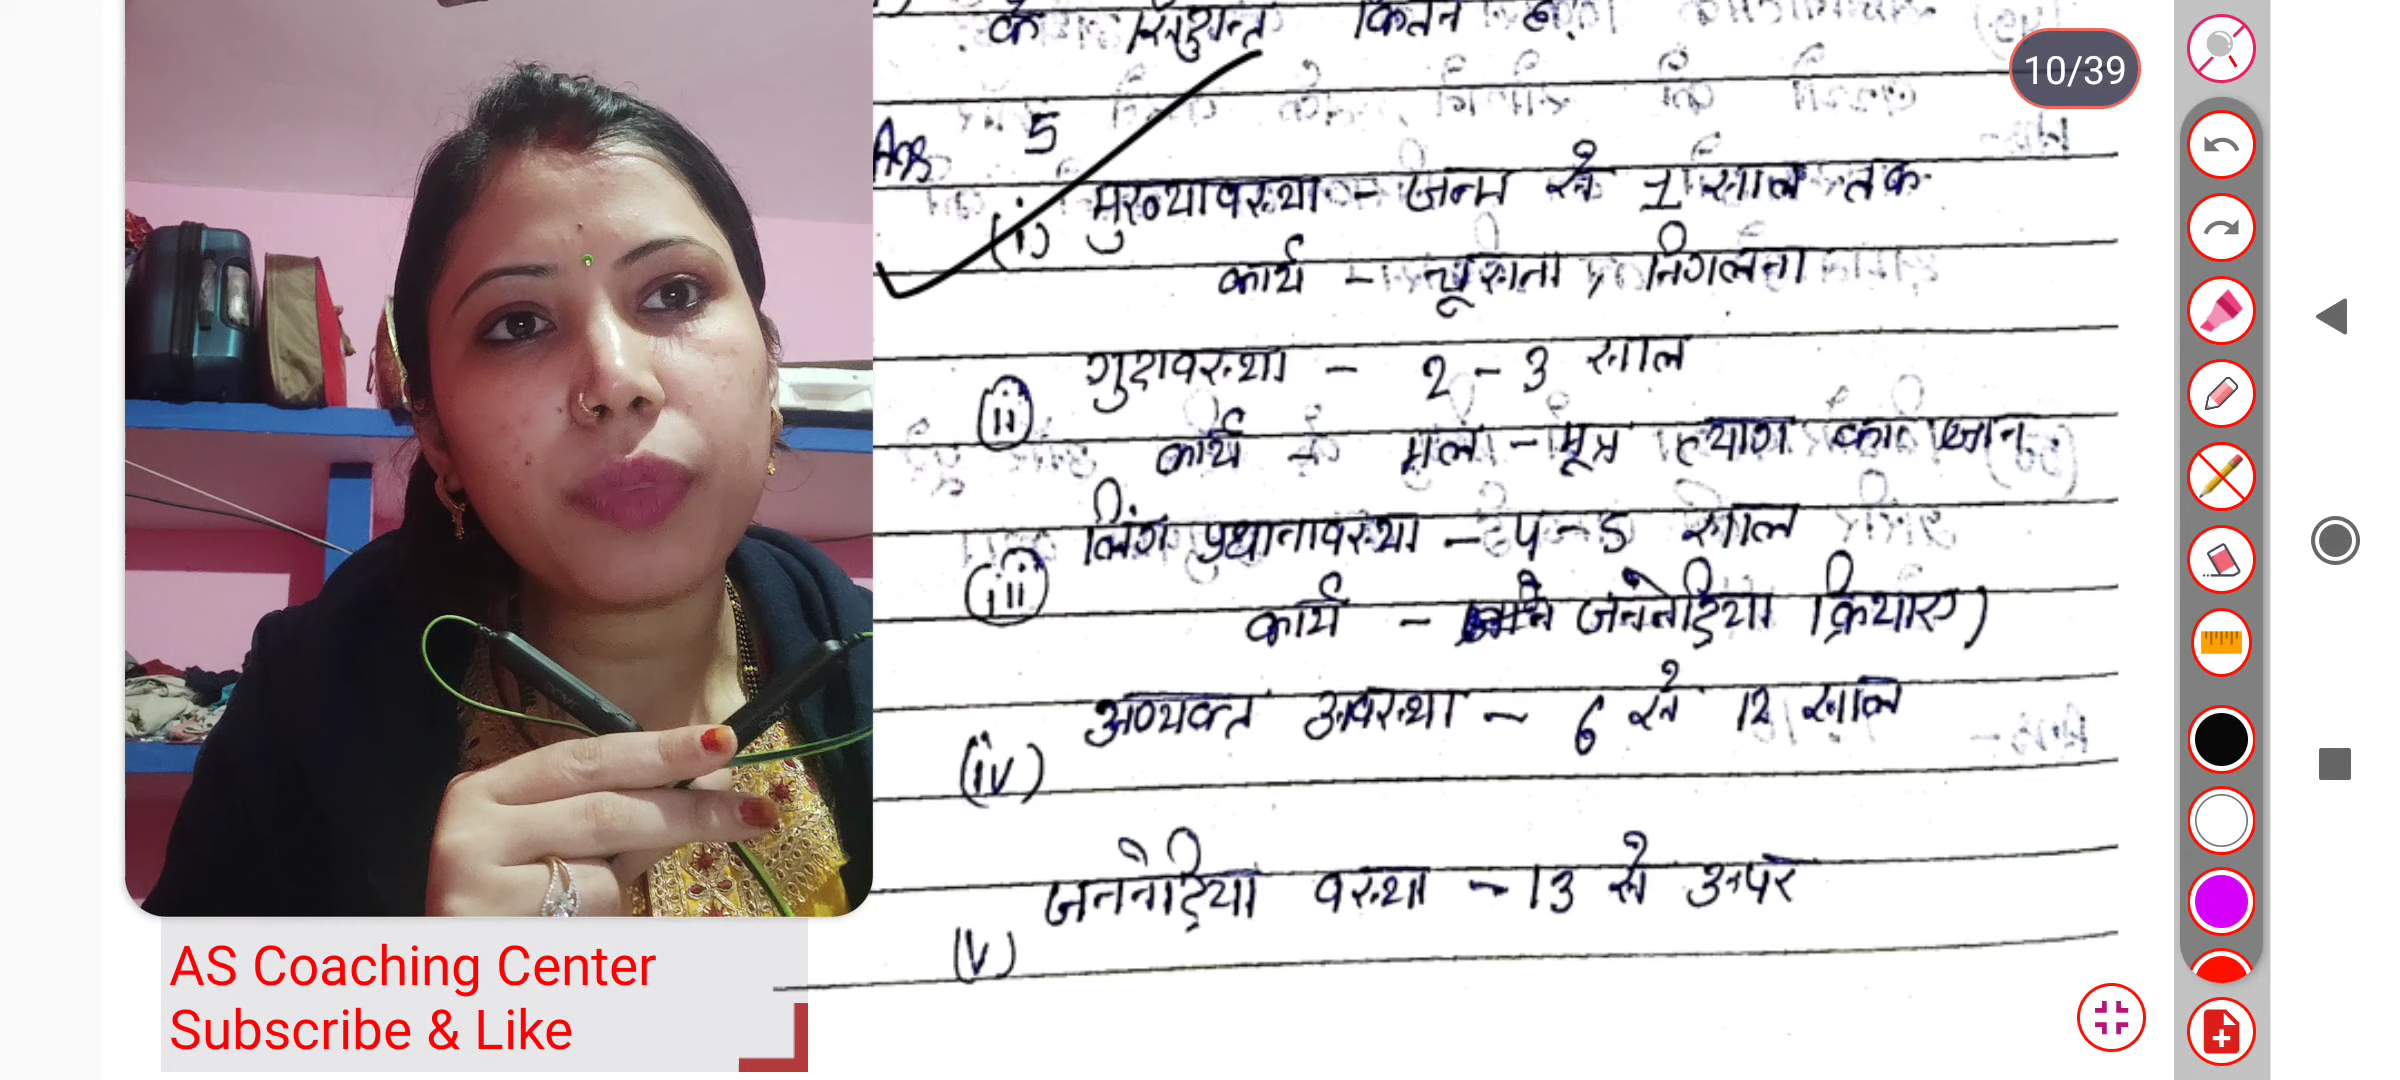 के सिद्धान्त कितने है?
10/39
Ans 5
(i) मुख्यावस्था - जन्म से 1 साल तक
कार्य - चूसना, निगलना
(ii) गुदावस्था - 2 - 3 साल
कार्य - मल - मूत्र त्याग का ज्ञान
(iii) लिंग प्रधानावस्था - 4 - 5 साल
कार्य - जननेद्रिया क्रियाए)
(iv) अव्यक्त अवस्था - 6 से 12 साल
(v) जननेद्रिया वस्था - 13 से उपर
AS Coaching Center
Subscribe & Like